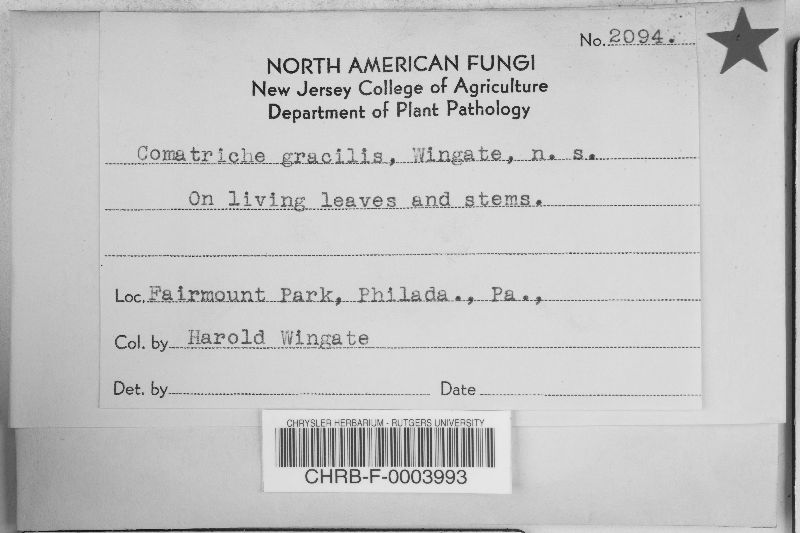 No. 2094.
NORTH AMERICAN FUNGI
New Jersey College of Agriculture
Department of Plant Pathology
Comatriche gracilis, Wingate, n. s.
On living leaves and stems.
Loc. Fairmount Park, Philada., Pa.,
Col. by Harold Wingate
Det. by Date
CHRYSLER HERBARIUM - RUTGERS UNIVERSITY
CHRB-F-0003993